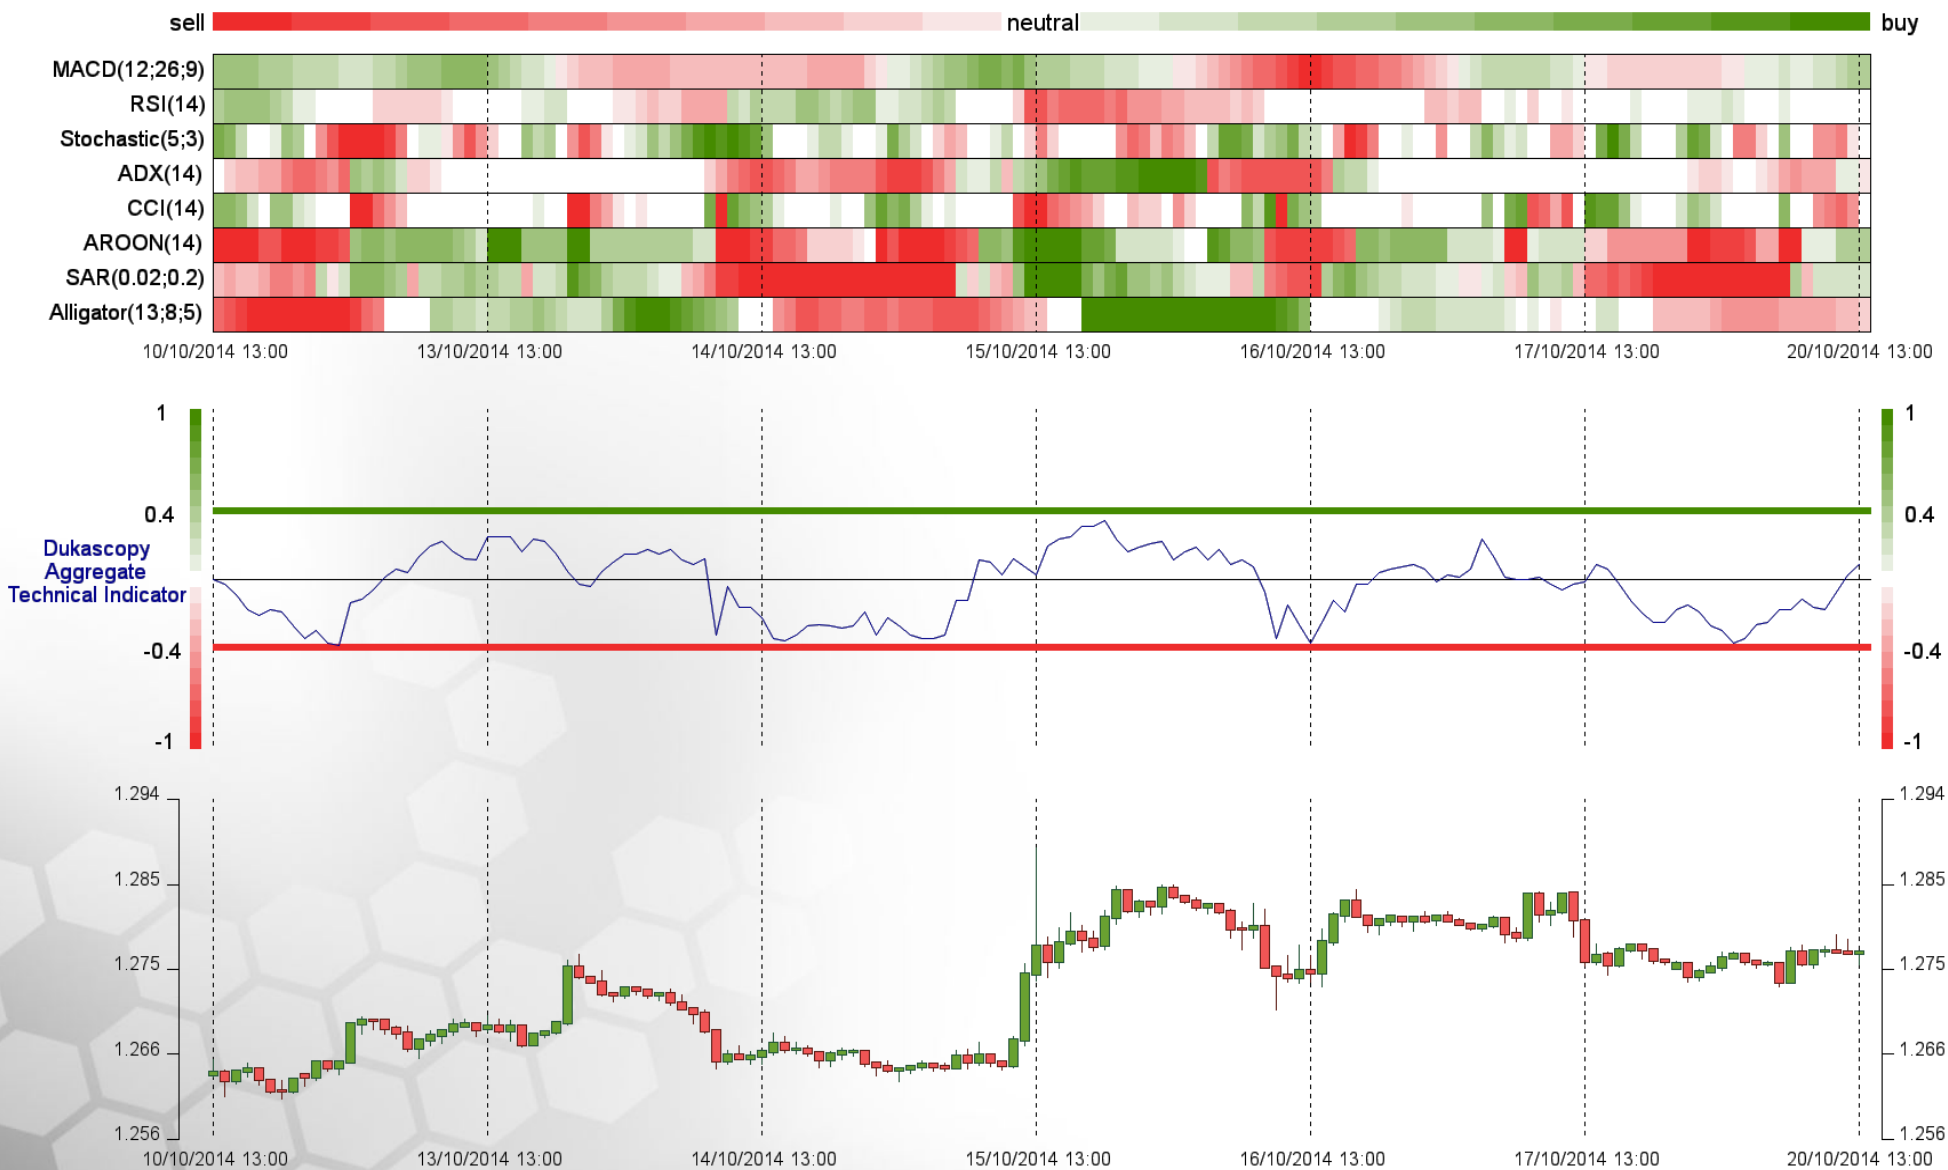 sell neutral buy
MACD(12;26;9)
RSI(14)
Stochastic(5;3)
ADX(14)
CCI(14)
AROON(14)
SAR(0.02;0.2)
Alligator(13;8;5)
10/10/2014 13:00 13/10/2014 13:00 14/10/2014 13:00 15/10/2014 13:00 16/10/2014 13:00 17/10/2014 13:00 20/10/2014 13:00
1 1
0.4 0.4
Dukascopy
Aggregate
Technical Indicator
-0.4 -0.4
-1 -1
1.294 1.294
1.285 1.285
1.275 1.275
1.266 1.266
1.256 1.256
10/10/2014 13:00 13/10/2014 13:00 14/10/2014 13:00 15/10/2014 13:00 16/10/2014 13:00 17/10/2014 13:00 20/10/2014 13:00